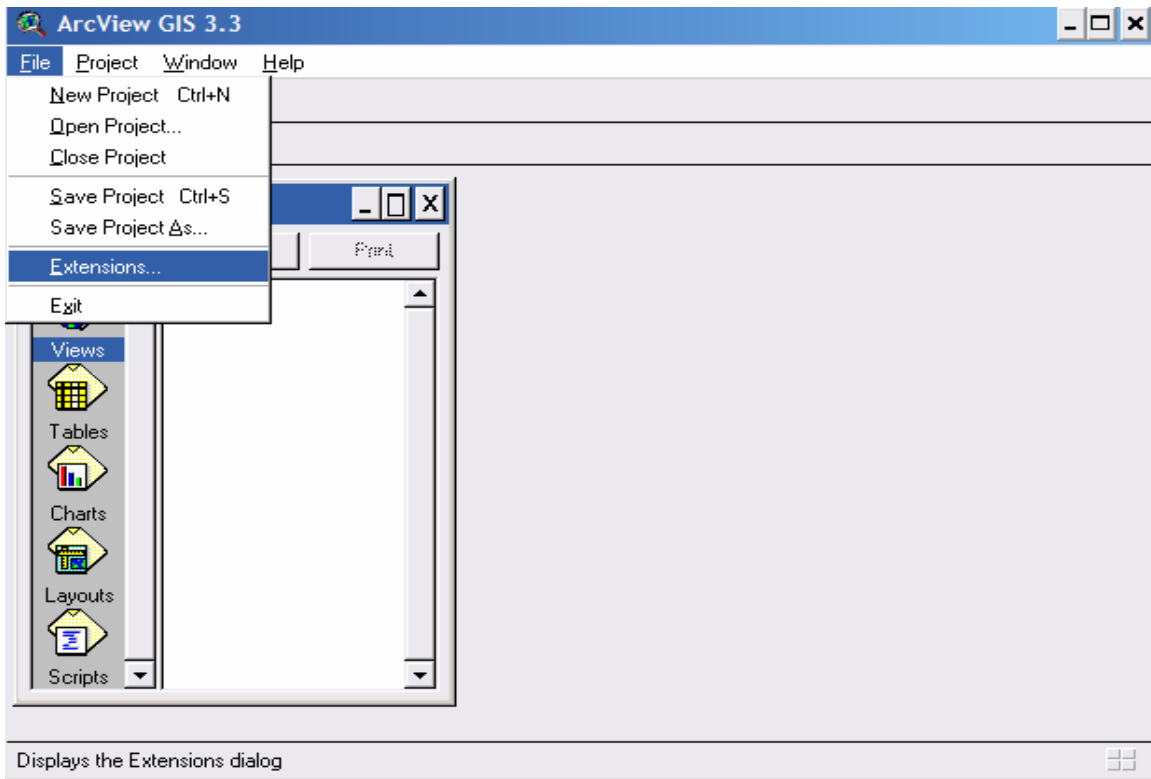 ArcView GIS 3.3
File Project Window Help
New Project Ctrl+N
Open Project...
Close Project
Save Project Ctrl+S
Save Project As...
Extensions...
Exit
Print
Views
Tables
Charts
Layouts
Scripts
Displays the Extensions dialog